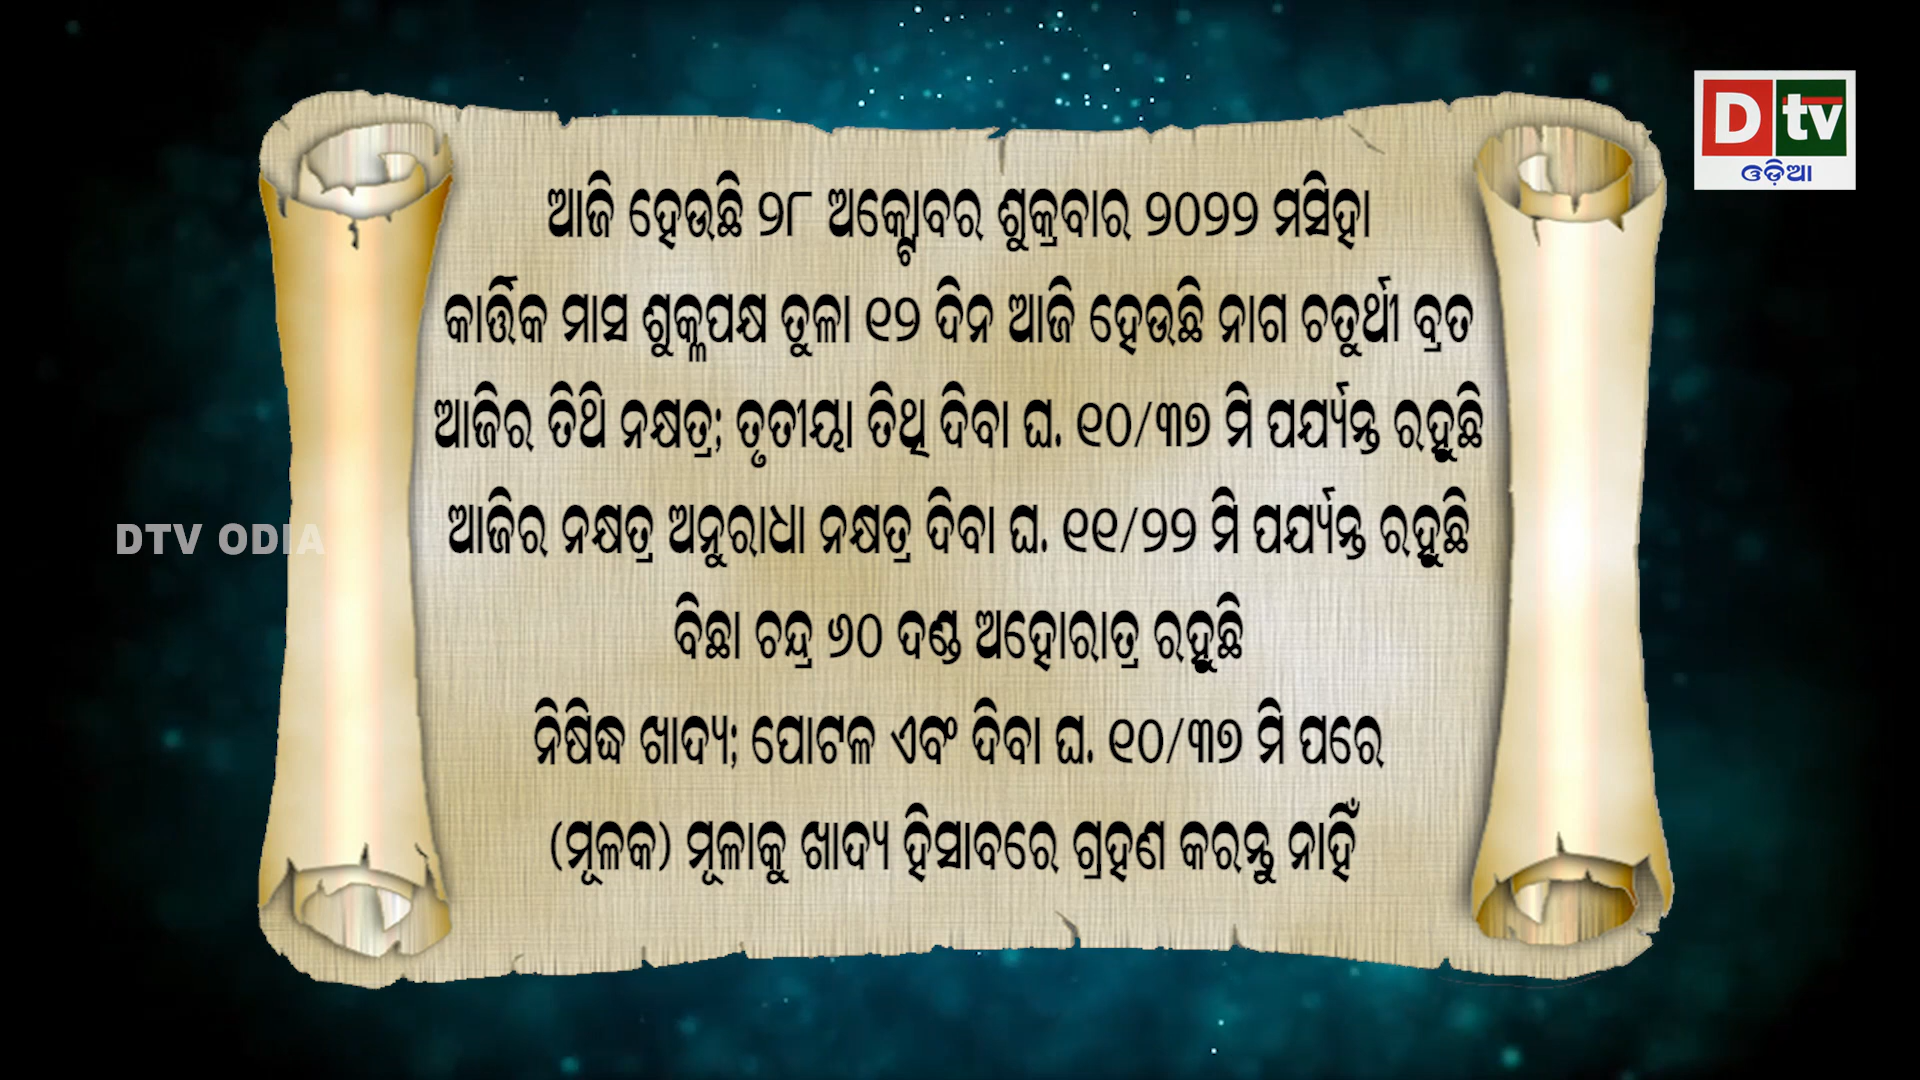 D tv
ଓଡ଼ିଆ
ଆଜି ହେଉଛି ୨୮ ଅକ୍ଟୋବର ଶୁକ୍ରବାର ୨୦୨୨ ମସିହା
କାର୍ତ୍ତିକ ମାସ ଶୁକ୍ଳପକ୍ଷ ତୁଳା ୧୨ ଦିନ ଆଜି ହେଉଛି ନାଗ ଚତୁର୍ଥୀ ବ୍ରତ
ଆଜିର ତିଥି ନକ୍ଷତ୍ର; ତୃତୀୟା ତିଥି ଦିବା ଘ. ୧୦/୩୭ ମି ପର୍ଯ୍ୟନ୍ତ ରହୁଛି
ଆଜିର ନକ୍ଷତ୍ର ଅନୁରାଧା ନକ୍ଷତ୍ର ଦିବା ଘ. ୧୧/୨୨ ମି ପର୍ଯ୍ୟନ୍ତ ରହୁଛି
DTV ODIA
ବିଛା ଚନ୍ଦ୍ର ୬୦ ଦଣ୍ଡ ଅହୋରାତ୍ର ରହୁଛି
ନିଷିଦ୍ଧ ଖାଦ୍ୟ; ପୋଟଳ ଏବଂ ଦିବା ଘ. ୧୦/୩୭ ମି ପରେ
(ମୂଳକ) ମୂଳାକୁ ଖାଦ୍ୟ ହିସାବରେ ଗ୍ରହଣ କରନ୍ତୁ ନାହିଁ